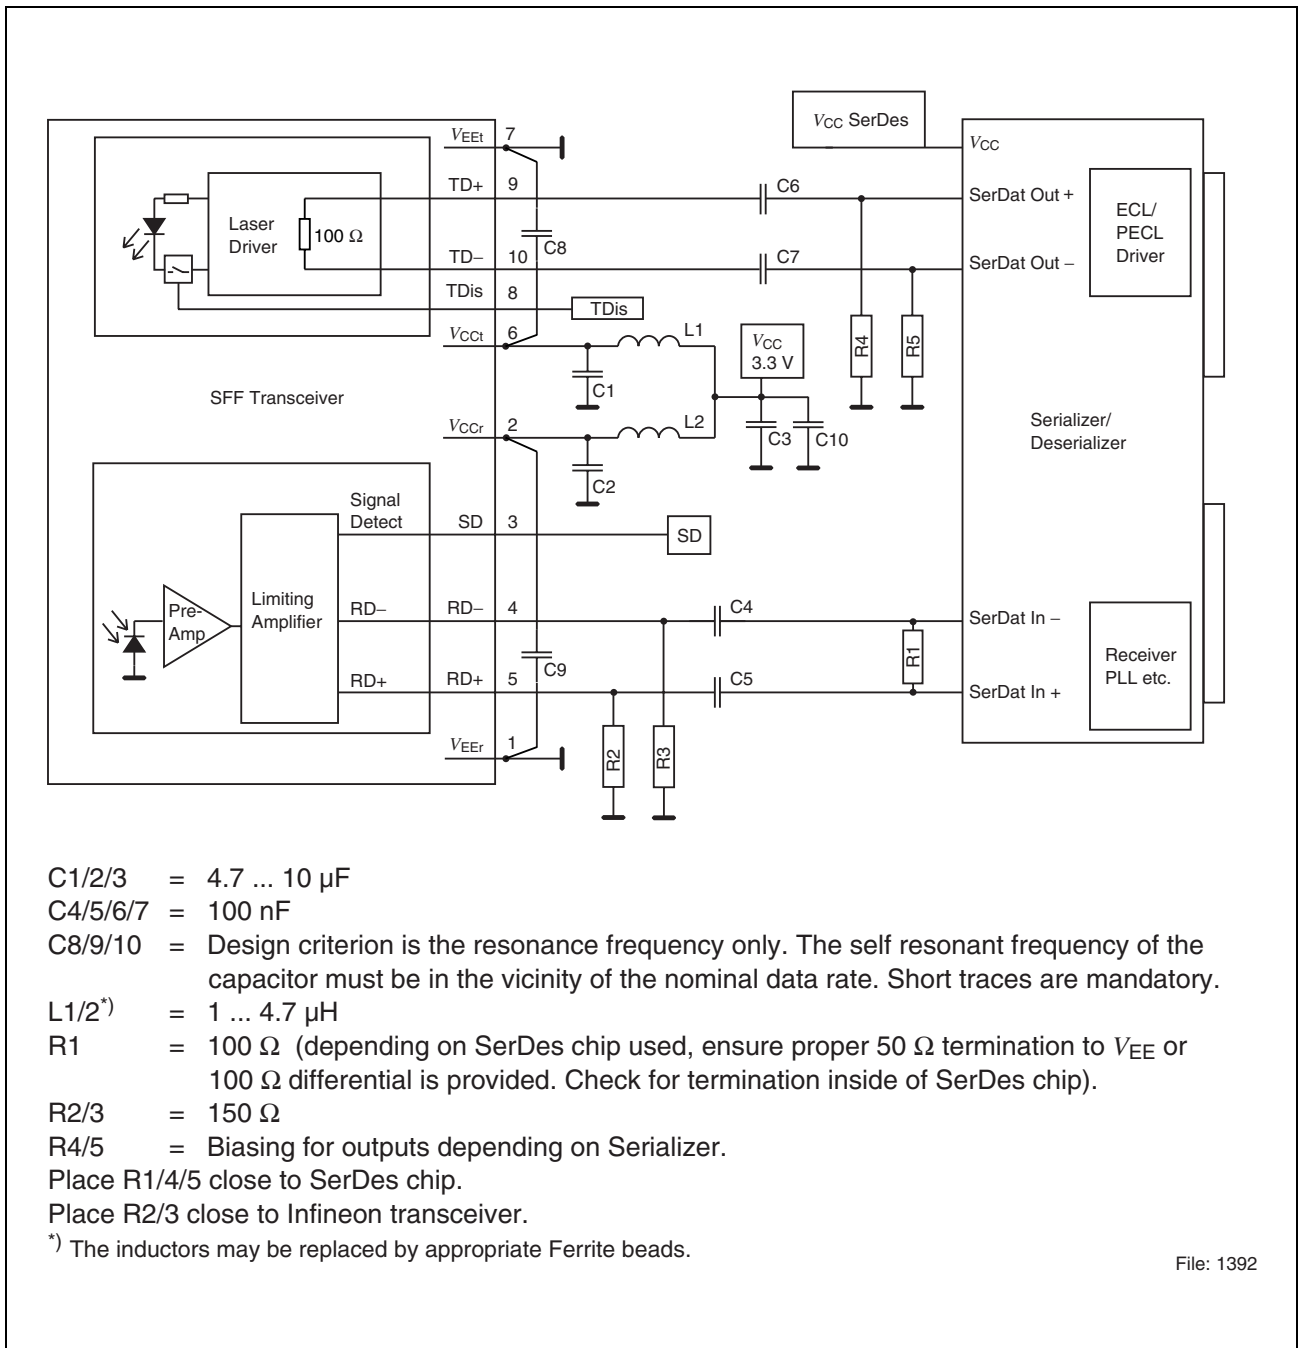 VCC SerDes
VEEt 7
VCC
TD+ 9
C6
SerDat Out +
ECL/
PECL
Driver
Laser
Driver
100 Ω
C8
TD− 10
C7
SerDat Out −
TDis 8
TDis
VCCt 6
L1
VCC
3.3 V
R4
R5
C1
SFF Transceiver
VCCr 2
L2
C3
C10
Serializer/
Deserializer
C2
Signal
Detect
SD 3
SD
Pre-
Amp
Limiting
Amplifier
RD−
RD− 4
C4
SerDat In −
R1
Receiver
PLL etc.
C9
RD+
RD+ 5
C5
SerDat In +
VEEr 1
R2
R3
C1/2/3 = 4.7 ... 10 µF
C4/5/6/7 = 100 nF
C8/9/10 = Design criterion is the resonance frequency only. The self resonant frequency of the
capacitor must be in the vicinity of the nominal data rate. Short traces are mandatory.
L1/2*) = 1 ... 4.7 µH
R1 = 100 Ω (depending on SerDes chip used, ensure proper 50 Ω termination to VEE or
100 Ω differential is provided. Check for termination inside of SerDes chip).
R2/3 = 150 Ω
R4/5 = Biasing for outputs depending on Serializer.
Place R1/4/5 close to SerDes chip.
Place R2/3 close to Infineon transceiver.
*) The inductors may be replaced by appropriate Ferrite beads.
File: 1392